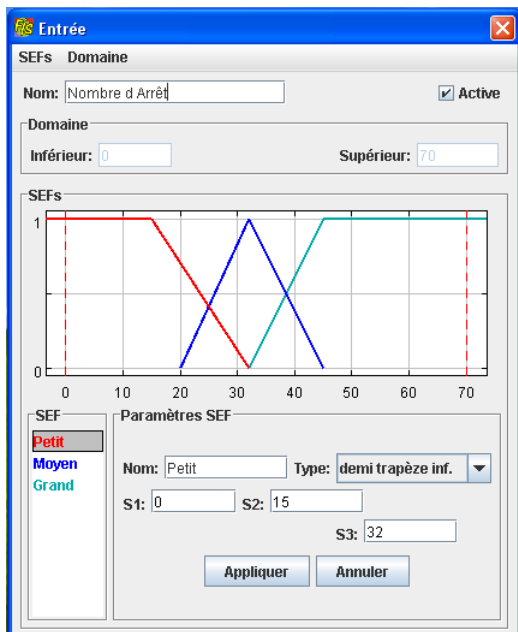 Entrée
SEFs Domaine
Nom: Nombre d Arrêt Active
Domaine
Inférieur: 0 Supérieur: 70
SEFs
1
0
0 10 20 30 40 50 60 70
SEF Paramètres SEF
Petit
Moyen Nom: Petit Type: demi trapèze inf.
Grand
S1: 0 S2: 15
S3: 32
Appliquer Annuler